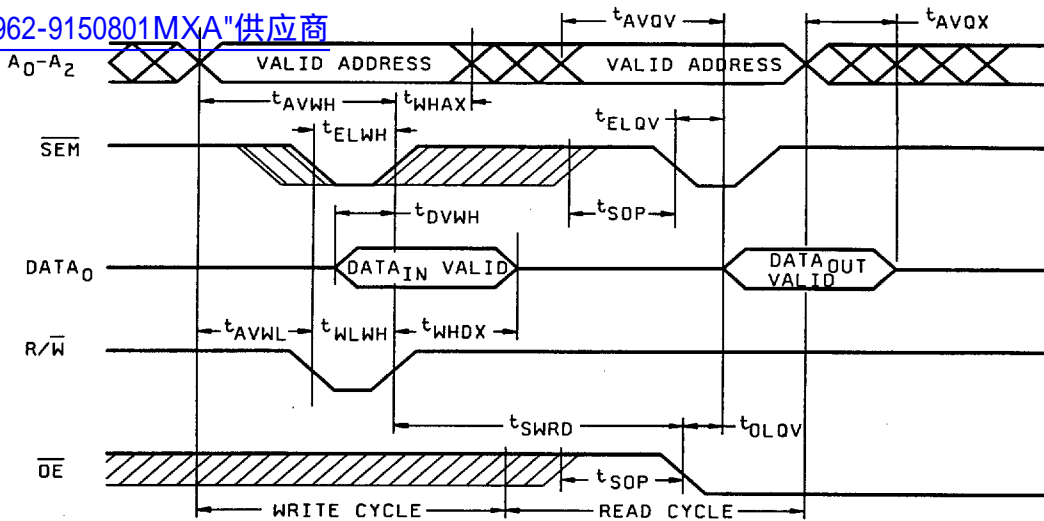 962-9150801MXA"供应商
tAVQV
tAVQX
A0-A2
VALID ADDRESS
VALID ADDRESS
tAVWH
tWHAX
tELWH
tELQV
SEM
tSOP
tDVWH
DATA0
DATAIN VALID
DATAOUT
VALID
tAVWL
tWLWH
tWHDX
R/W
tSWRD
tOLQV
OE
tSOP
WRITE CYCLE
READ CYCLE